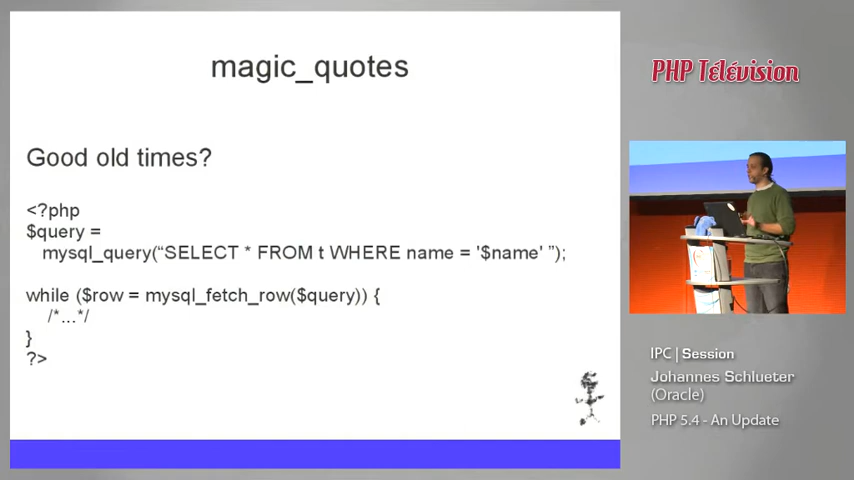 magic_quotes
Good old times?
<?php
$query =
mysql_query(“SELECT * FROM t WHERE name = '$name' ”);
while ($row = mysql_fetch_row($query)) {
/*...*/
}
?>
PHP Télévision
IPC | Session
Johannes Schlueter
(Oracle)
PHP 5.4 - An Update